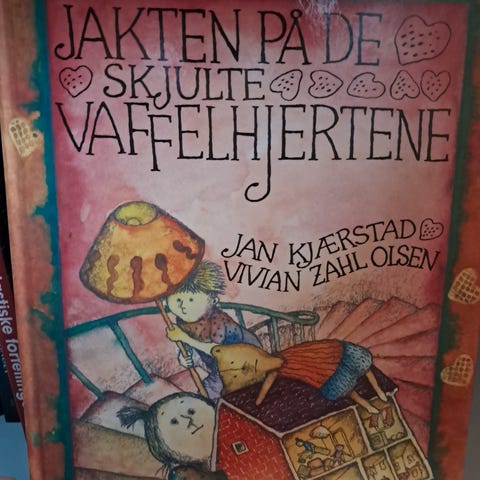 JAKTEN PÅ DE
SKJULTE
VAFFELHJERTENE
JAN KJÆRSTAD
VIVIAN ZAHL OLSEN